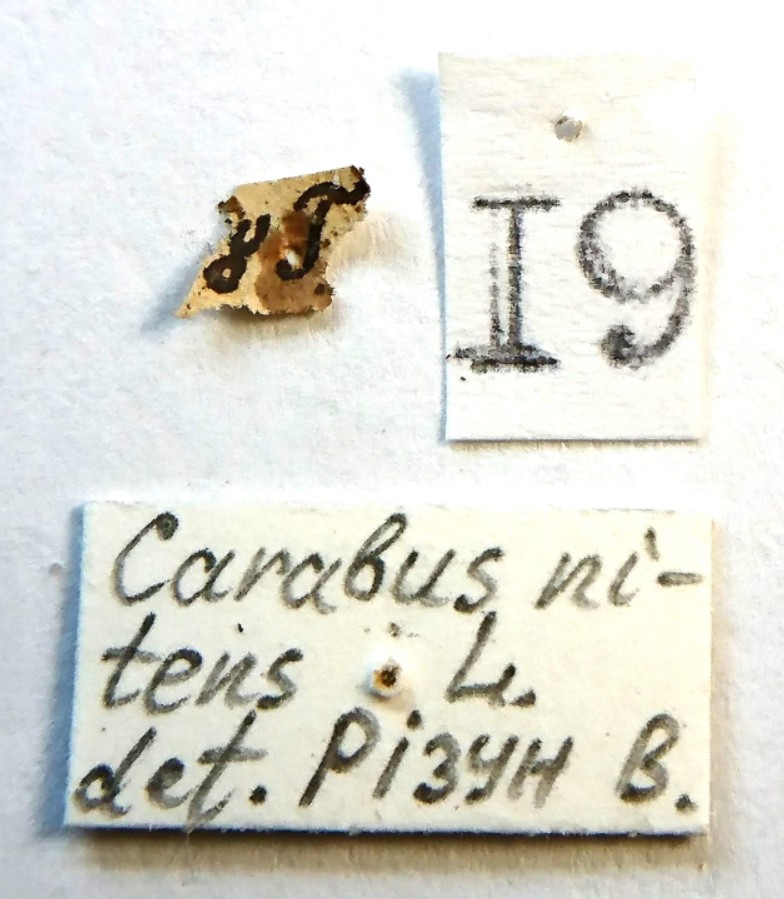 I9
Carabus ni-
tens L.
det. Різун В.